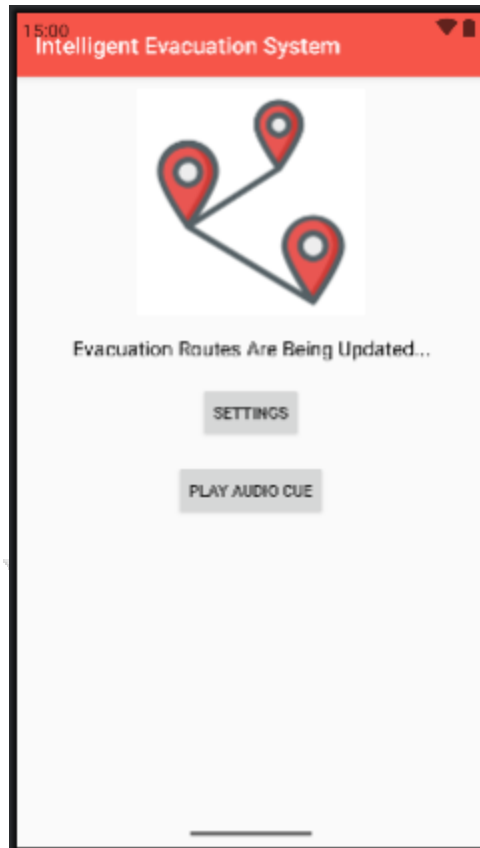 15:00
Intelligent Evacuation System
Evacuation Routes Are Being Updated...
SETTINGS
PLAY AUDIO CUE